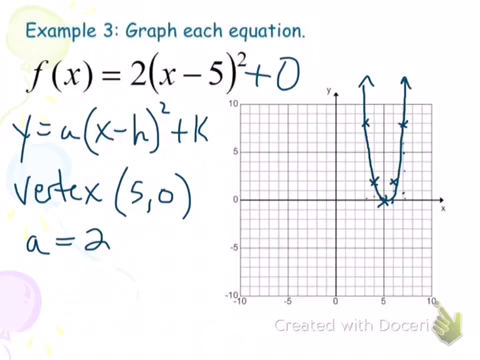 Example 3: Graph each equation.
f(x) = 2(x − 5)² + 0
y = a(x − h)² + k
vertex (5, 0)
a = 2
y
10
5
0
-5
-10
-10 -5 0 5 10
x
Created with Doceri